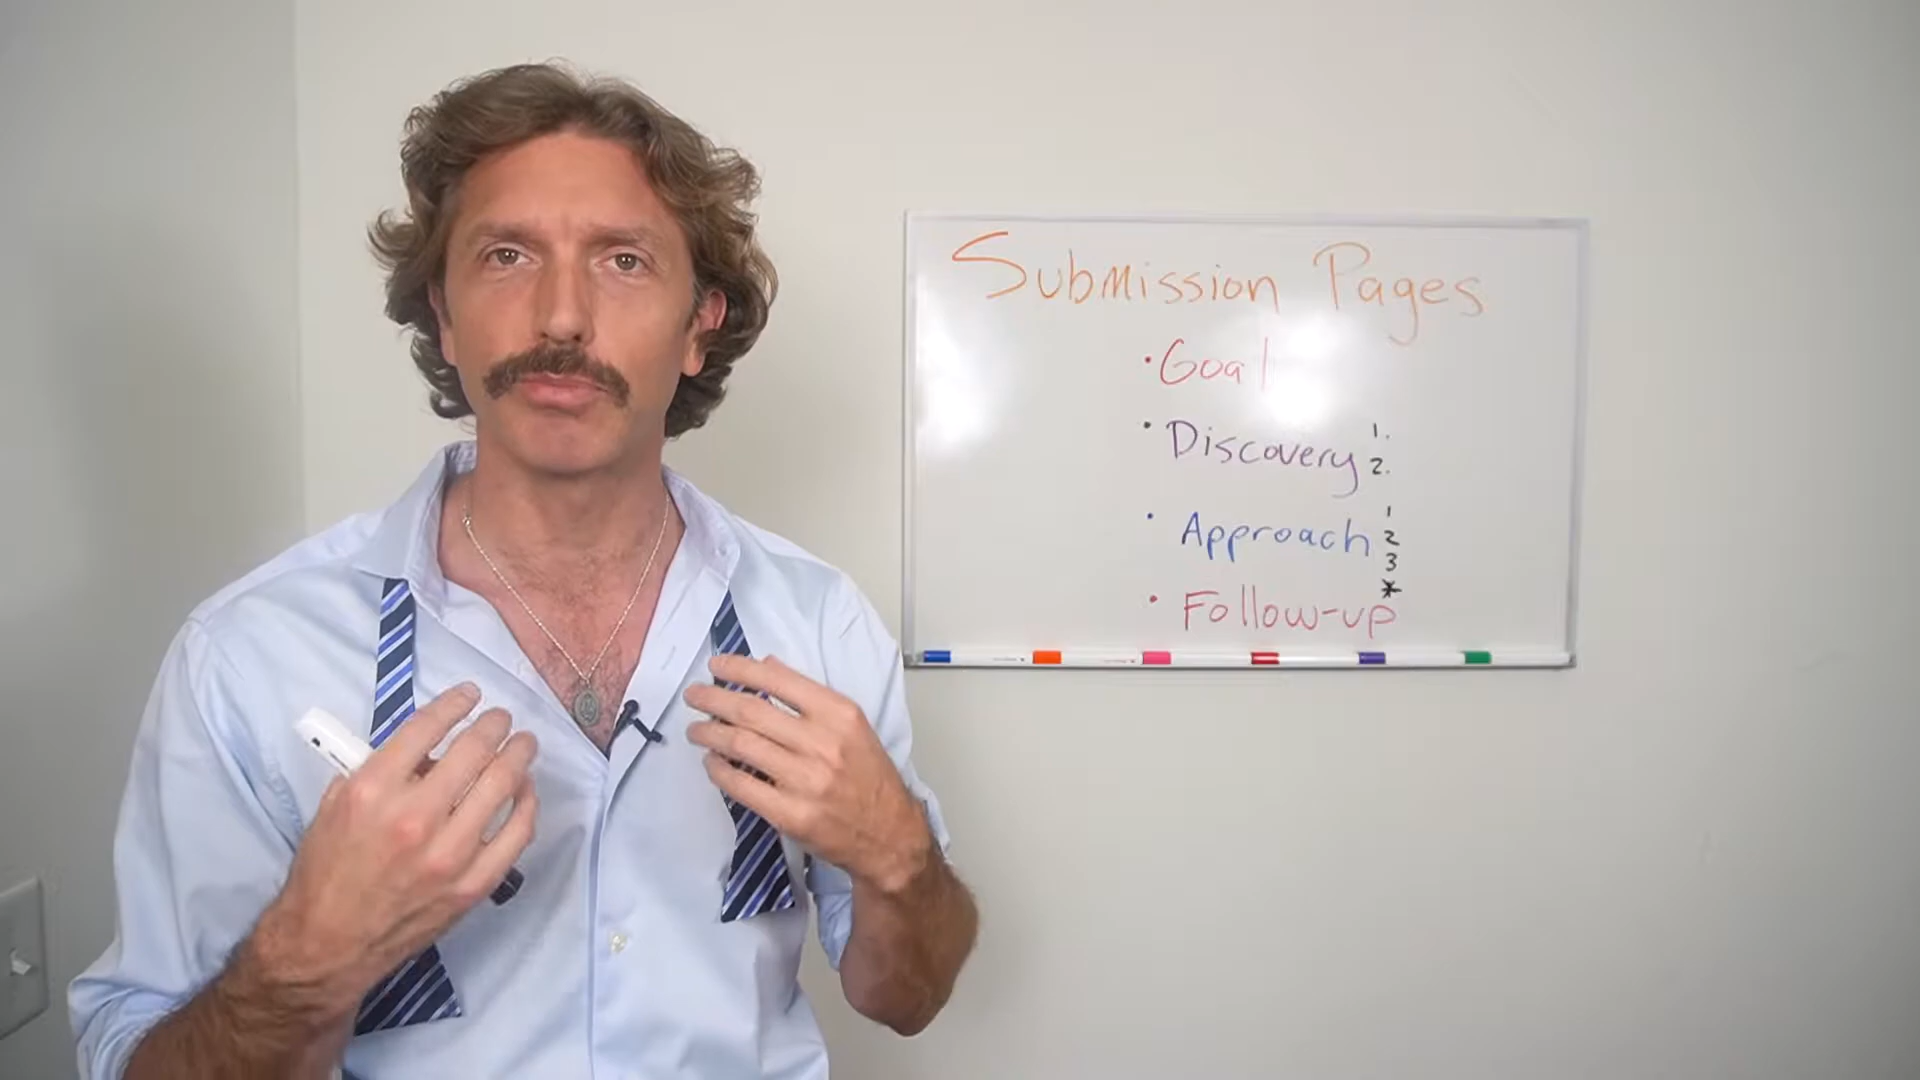 Submission Pages
• Goal
• Discovery 1.
2.
• Approach 1
2
3
*
• Follow-up